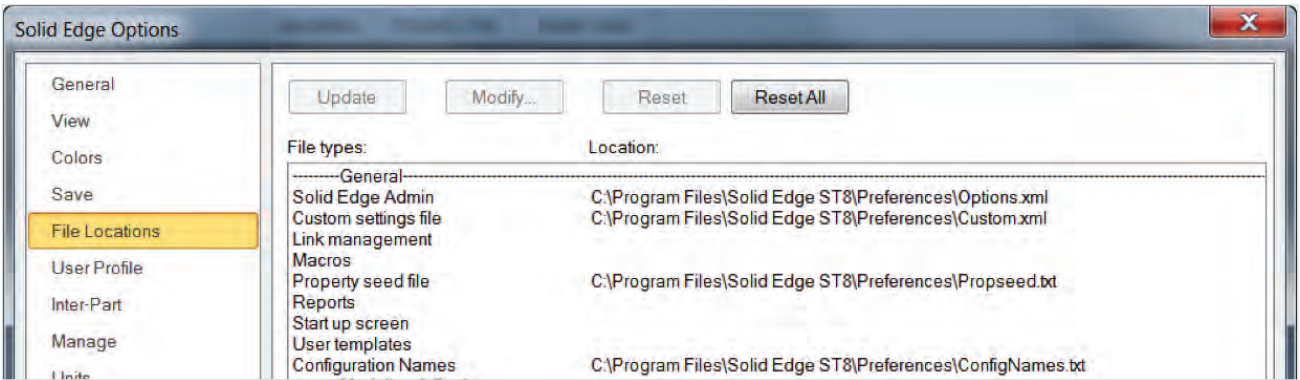 Solid Edge Options
General
View
Colors
Save
File Locations
User Profile
Inter-Part
Manage
Units
Update Modify... Reset Reset All
File types: Location:
---------General---------
Solid Edge Admin C:\Program Files\Solid Edge ST8\Preferences\Options.xml
Custom settings file C:\Program Files\Solid Edge ST8\Preferences\Custom.xml
Link management
Macros
Property seed file C:\Program Files\Solid Edge ST8\Preferences\Propseed.txt
Reports
Start up screen
User templates
Configuration Names C:\Program Files\Solid Edge ST8\Preferences\ConfigNames.txt